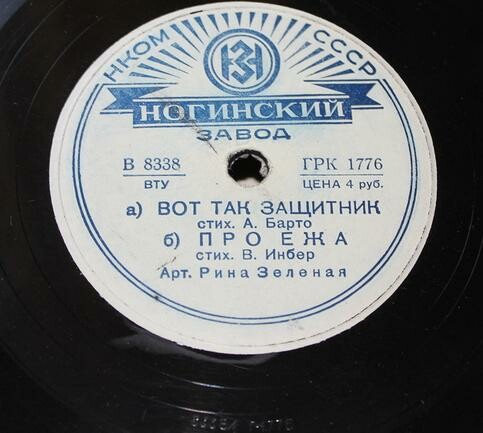 НКОМ СССР
НЗ
НОГИНСКИЙ
ЗАВОД
В 8338 ГРК 1776
ВТУ ЦЕНА 4 руб.
а) ВОТ ТАК ЗАЩИТНИК
стих. А. Барто
б) ПРО ЕЖА
стих. В. Инбер
Арт. Рина Зеленая